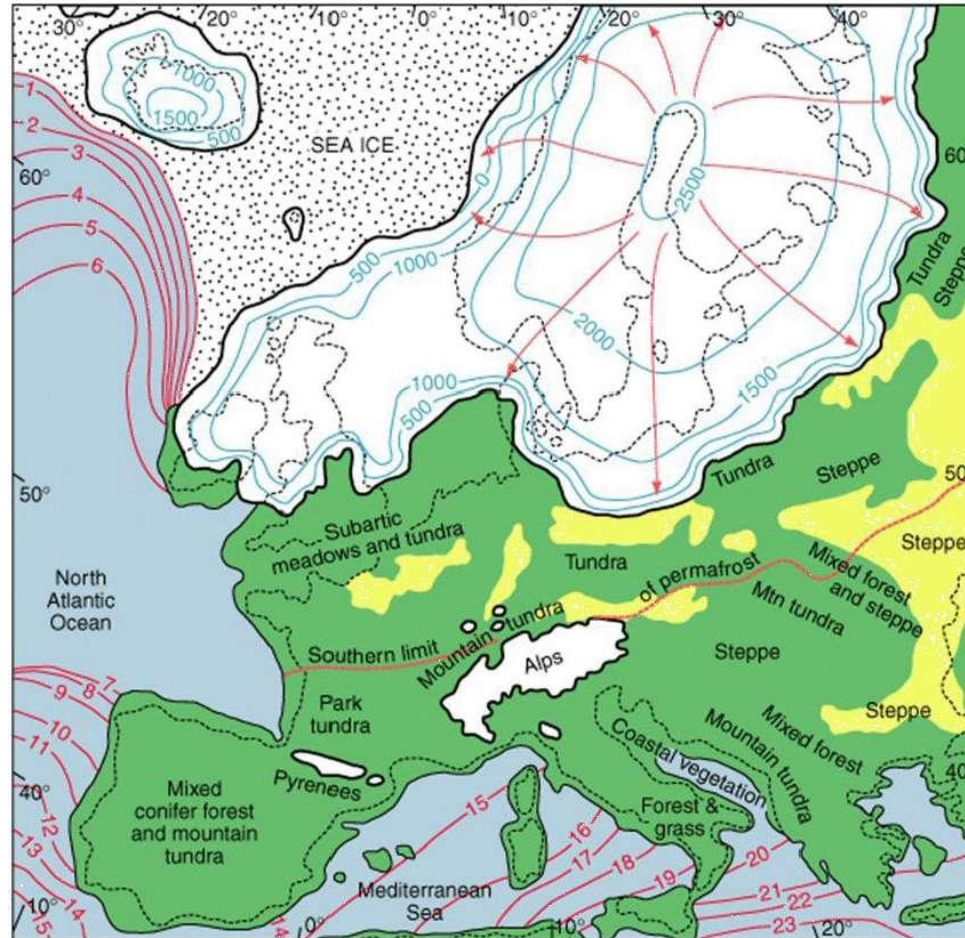 30°
20°
10°
0°
10°
20°
30°
40°
1000
1500
500
1
2
3
4
5
6
60°
SEA ICE
0
2500
60
500
1000
2000
1500
1000
500
Tundra
Steppe
50°
50
Tundra
Steppe
Subartic
meadows and tundra
Tundra
Steppe
Mixed forest
and steppe
North
Atlantic
Ocean
Southern limit
of permafrost
Mountain tundra
Mtn tundra
Alps
Steppe
7
8
9
10
11
12
13
14
15
Park
tundra
Steppe
Mixed forest
Mountain tundra
Coastal vegetation
Pyrenees
40°
40
Mixed
conifer forest
and mountain
tundra
Forest &
grass
15
16
17
18
19
20
21
22
23
Mediterranean
Sea
14
10°
0°
10°
20°